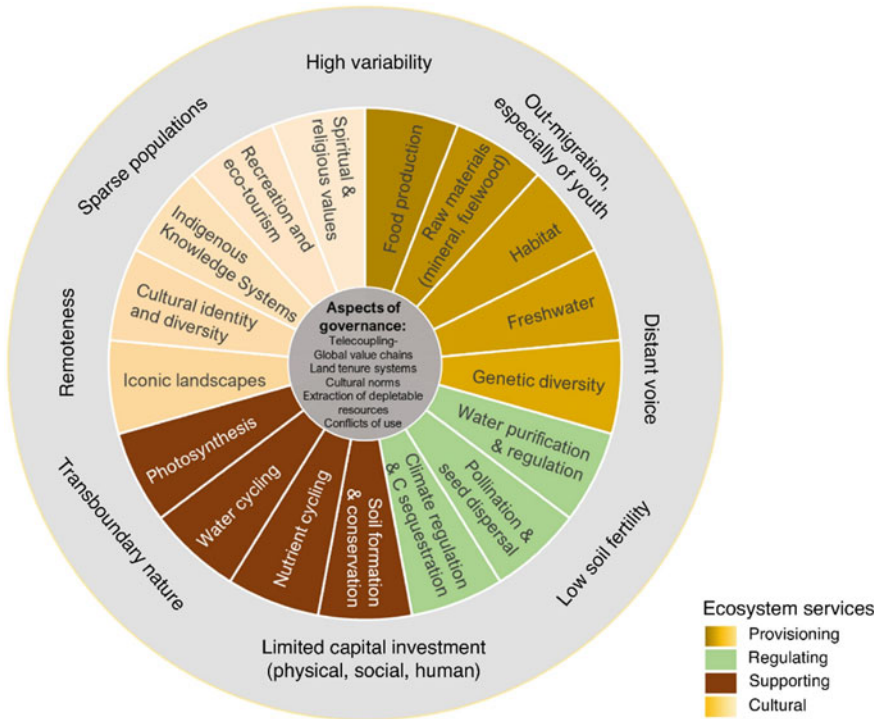 High variability
Out-migration,
especially of youth
Distant voice
Low soil fertility
Limited capital investment
(physical, social, human)
Transboundary nature
Remoteness
Sparse populations
Food production
Raw materials
(mineral, fuelwood)
Habitat
Freshwater
Genetic diversity
Water purification
& regulation
Pollination &
seed dispersal
Climate regulation
& C sequestration
Soil formation
& conservation
Nutrient cycling
Water cycling
Photosynthesis
Iconic landscapes
Cultural identity
and diversity
Indigenous
Knowledge Systems
Recreation and
eco-tourism
Spiritual &
religious values
Aspects of
governance:
Telecoupling-
Global value chains
Land tenure systems
Cultural norms
Extraction of depletable
resources
Conflicts of use
Ecosystem services
Provisioning
Regulating
Supporting
Cultural